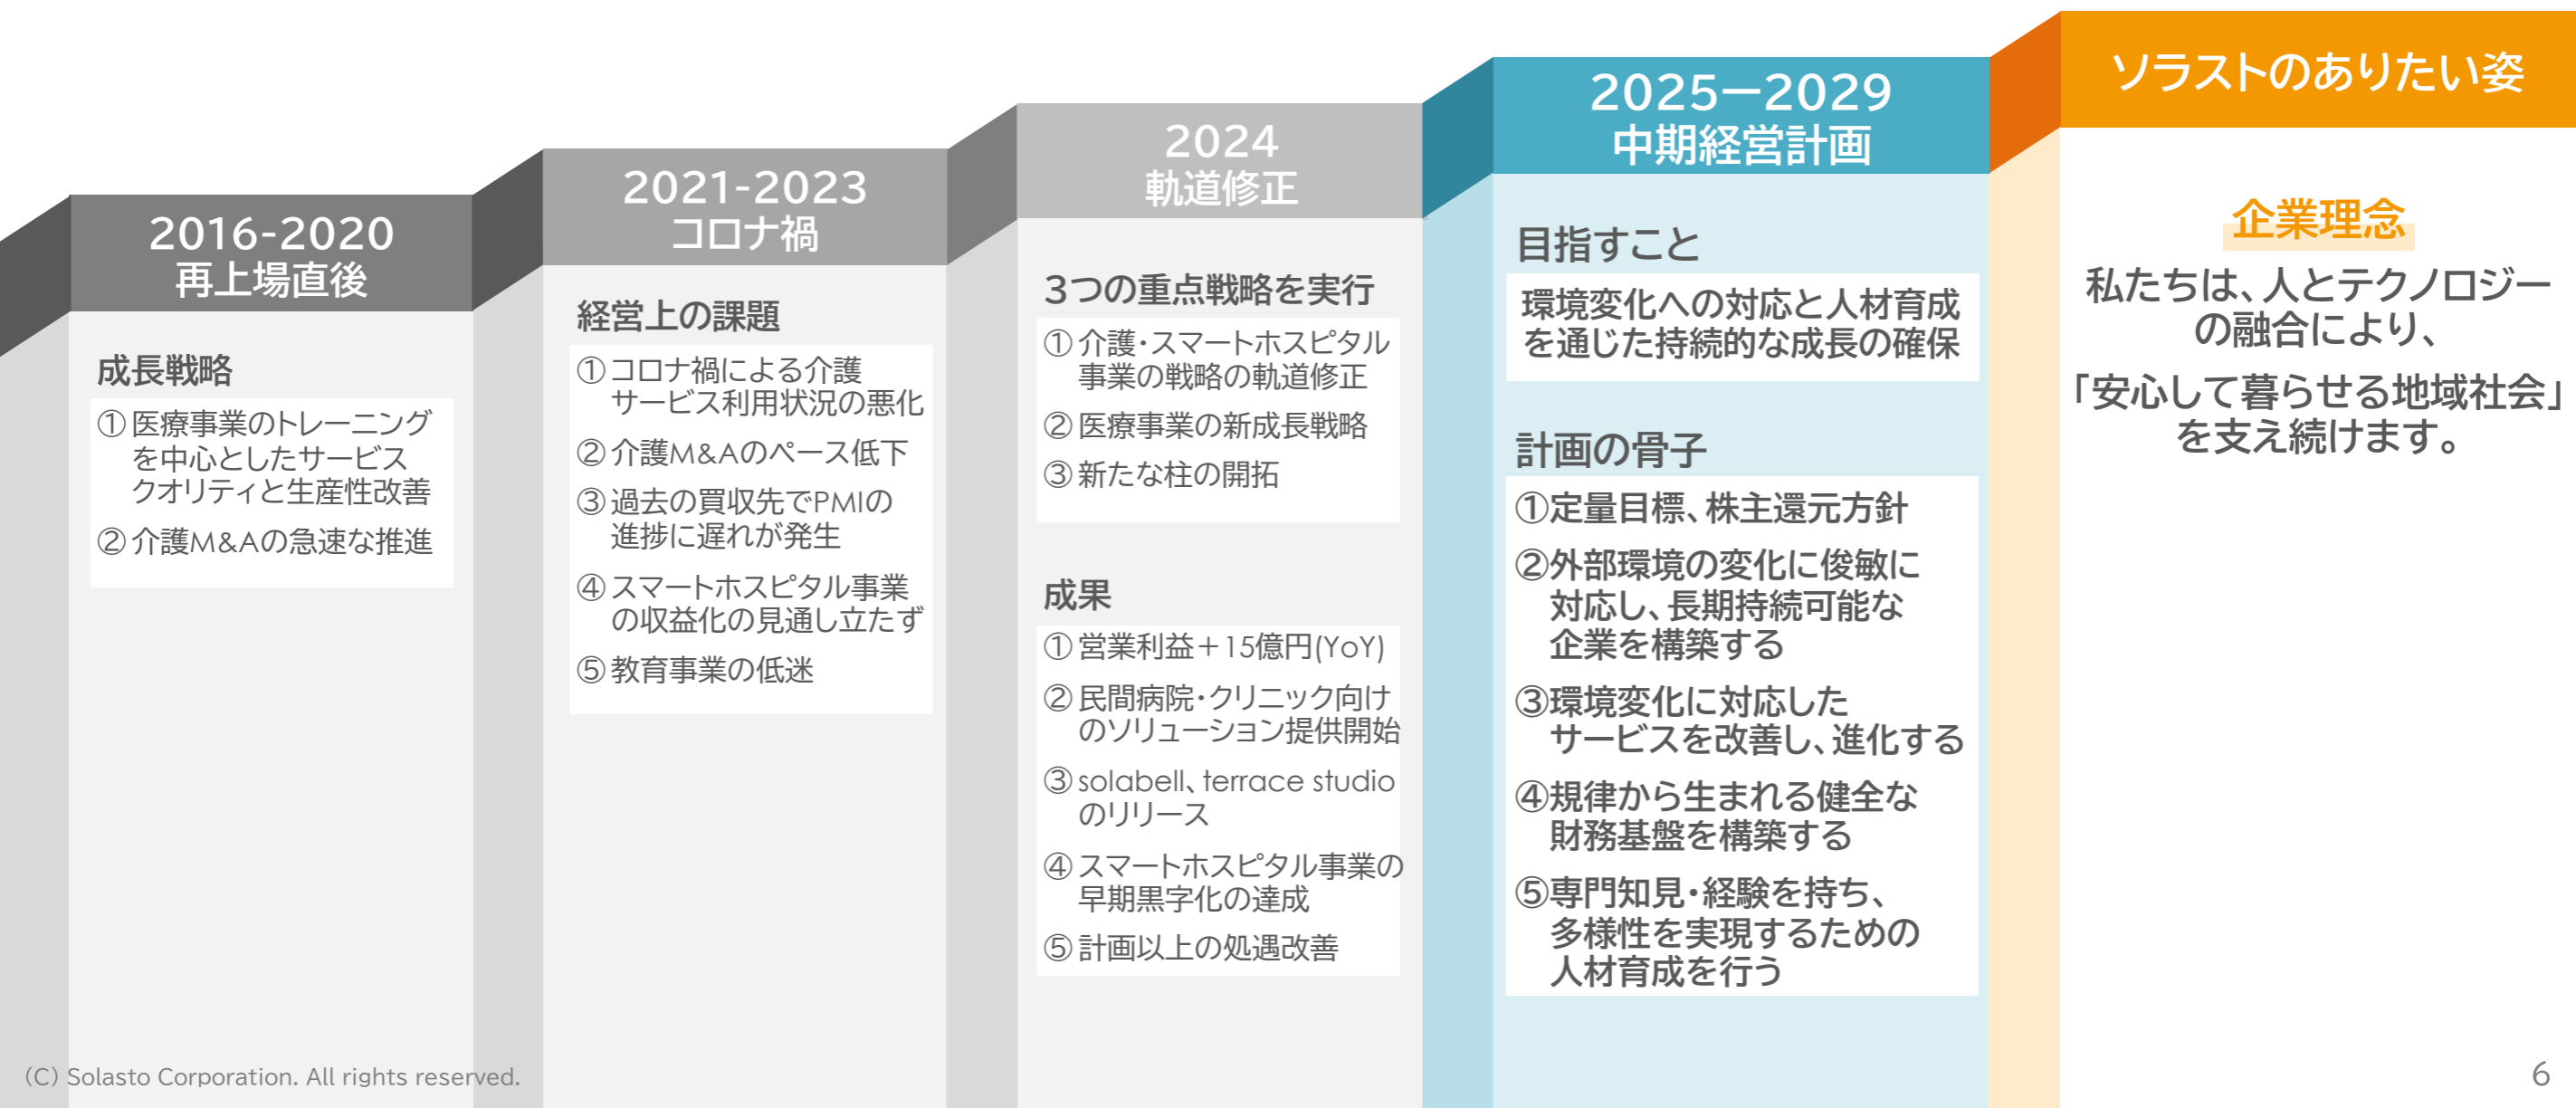 2016-2020
再上場直後
成長戦略
①医療事業のトレーニング
を中心としたサービス
クオリティと生産性改善
②介護M&Aの急速な推進
2021-2023
コロナ禍
経営上の課題
①コロナ禍による介護
サービス利用状況の悪化
②介護M&Aのペース低下
③過去の買収先でPMIの
進捗に遅れが発生
④スマートホスピタル事業
の収益化の見通し立たず
⑤教育事業の低迷
2024
軌道修正
3つの重点戦略を実行
①介護・スマートホスピタル
事業の戦略の軌道修正
②医療事業の新成長戦略
③新たな柱の開拓
成果
①営業利益＋15億円(YoY)
②民間病院・クリニック向け
のソリューション提供開始
③solabell、terrace studio
のリリース
④スマートホスピタル事業の
早期黒字化の達成
⑤計画以上の処遇改善
2025ー2029
中期経営計画
目指すこと
環境変化への対応と人材育成
を通じた持続的な成長の確保
計画の骨子
①定量目標、株主還元方針
②外部環境の変化に俊敏に
対応し、長期持続可能な
企業を構築する
③環境変化に対応した
サービスを改善し、進化する
④規律から生まれる健全な
財務基盤を構築する
⑤専門知見・経験を持ち、
多様性を実現するための
人材育成を行う
ソラストのありたい姿
企業理念
私たちは、人とテクノロジー
の融合により、
「安心して暮らせる地域社会」
を支え続けます。
(C) Solasto Corporation. All rights reserved.
6